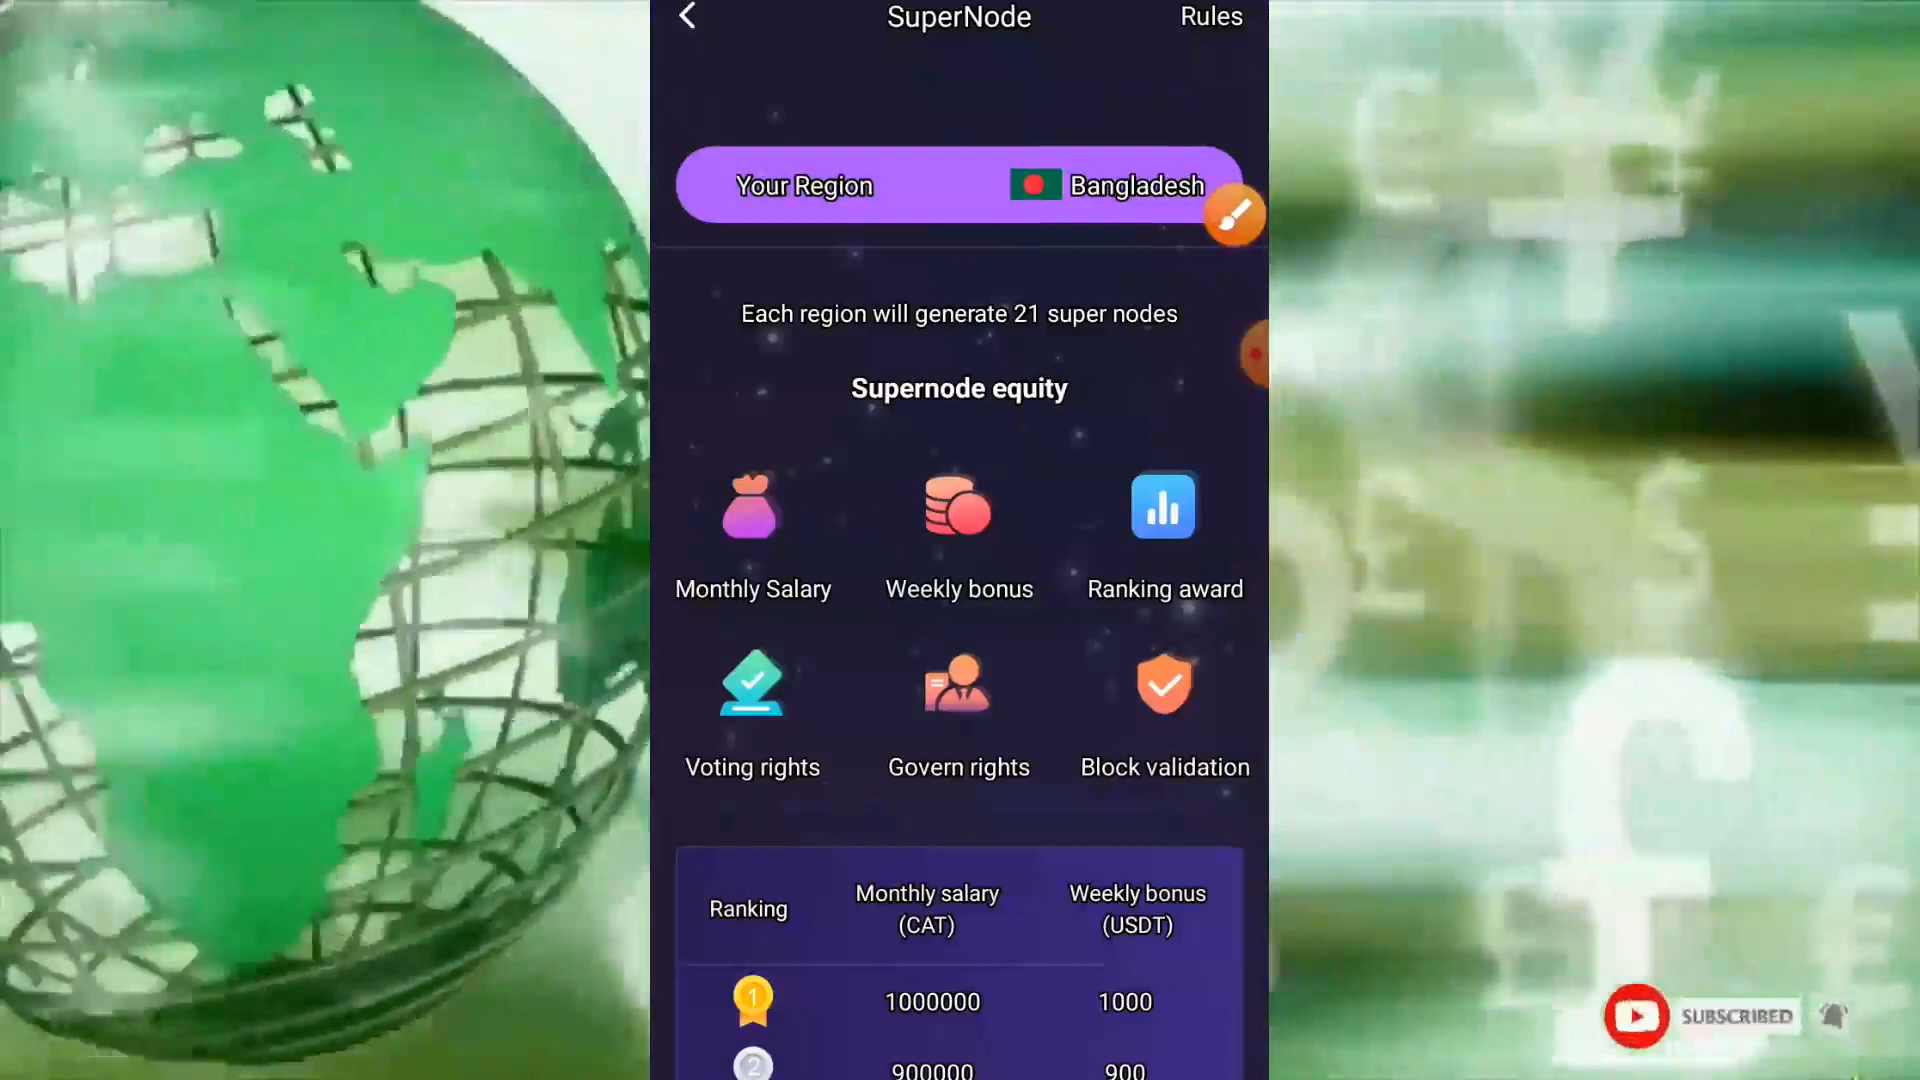 SuperNode
Rules
Your Region
Bangladesh
Each region will generate 21 super nodes
Supernode equity
Monthly Salary
Weekly bonus
Ranking award
Voting rights
Govern rights
Block validation
Ranking
Monthly salary
(CAT)
Weekly bonus
(USDT)
1
1000000
1000
2
900000
900
SUBSCRIBED